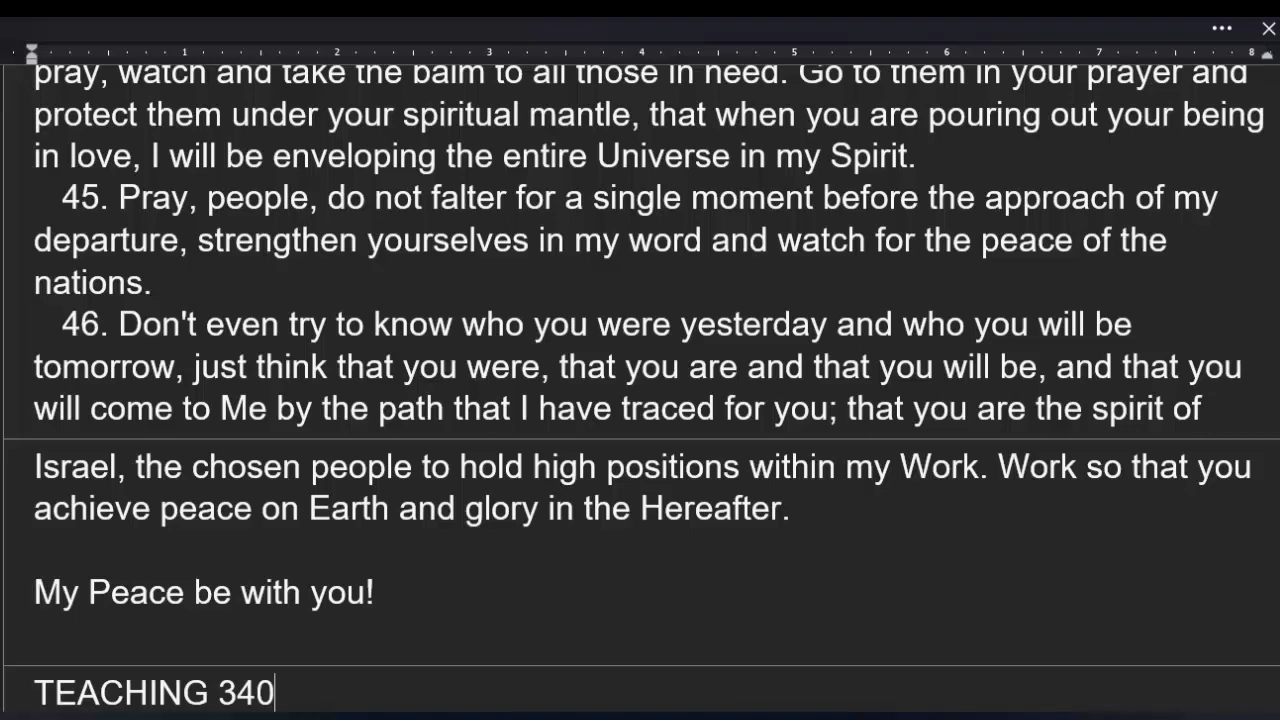 1 2 3 4 5 6 7 8
pray, watch and take the balm to all those in need. Go to them in your prayer and
protect them under your spiritual mantle, that when you are pouring out your being
in love, I will be enveloping the entire Universe in my Spirit.
45. Pray, people, do not falter for a single moment before the approach of my
departure, strengthen yourselves in my word and watch for the peace of the
nations.
46. Don't even try to know who you were yesterday and who you will be
tomorrow, just think that you were, that you are and that you will be, and that you
will come to Me by the path that I have traced for you; that you are the spirit of
Israel, the chosen people to hold high positions within my Work. Work so that you
achieve peace on Earth and glory in the Hereafter.
My Peace be with you!
TEACHING 340